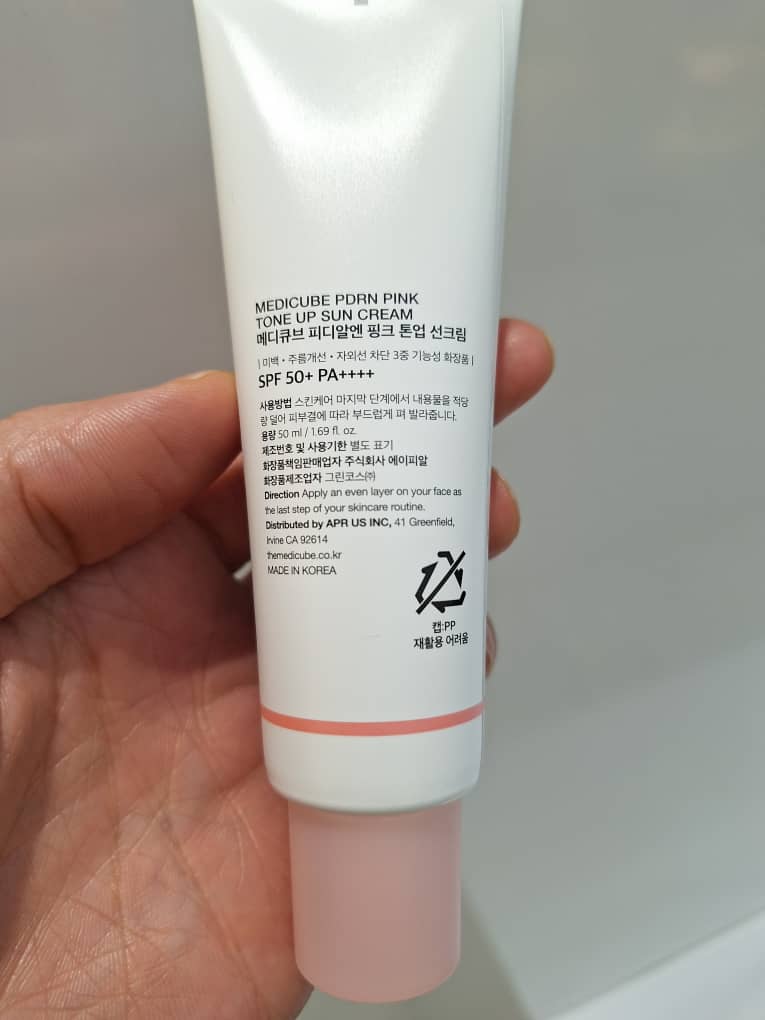 MEDICUBE PDRN PINK
TONE UP SUN CREAM
메디큐브 피디알엔 핑크 톤업 선크림
| 미백 • 주름개선 • 자외선 차단 3중 기능성 화장품 |
SPF 50+ PA++++
사용방법 스킨케어 마지막 단계에서 내용물을 적당
량 덜어 피부결에 따라 부드럽게 펴 발라줍니다.
용량 50 ml / 1.69 fl. oz.
제조번호 및 사용기한 별도 표기
화장품책임판매업자 주식회사 에이피알
화장품제조업자 그린코스㈜
Direction Apply an even layer on your face as
the last step of your skincare routine.
Distributed by APR US INC, 41 Greenfield,
Irvine CA 92614
themedicube.co.kr
MADE IN KOREA
캡:PP
재활용 어려움